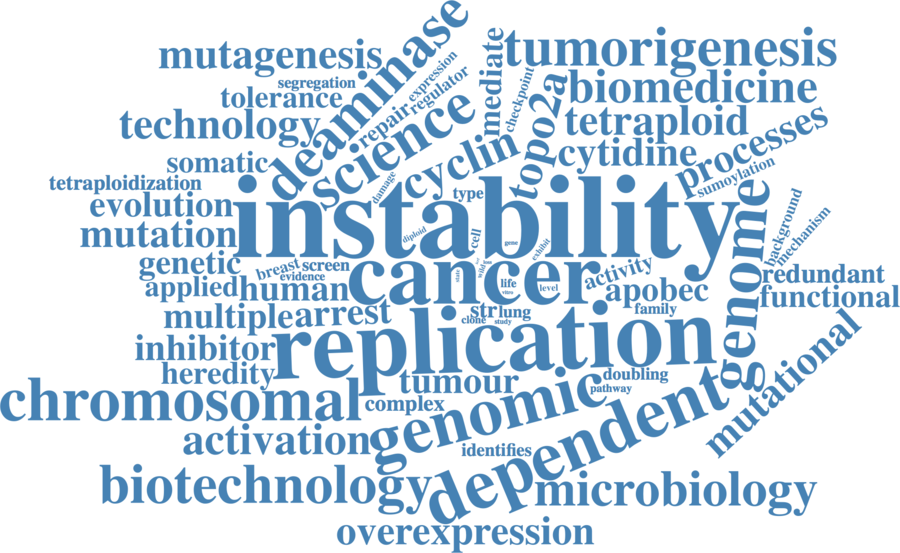 mutagenesis
deaminase
mediate
tumorigenesis
segregation
expression
tolerance
repair
regulator
checkpoint
topo2a
biomedicine
technology
science
cyclin
tetraploid
processes
somatic
damage
cytidine
sumoylation
tetraploidization
type
evolution
instability
genome
background
mutation
diploid
cell
gene
exhibit
mechanism
genetic
breast
screen
cancer
activity
redundant
evidence
state
wild
applied
human
life
level
apobec
functional
vitro
multiple
arrest
str
lung
family
clone
study
inhibitor
replication
mutational
heredity
tumour
genomic
doubling
pathway
chromosomal
complex
dependent
activation
identifies
biotechnology
microbiology
overexpression